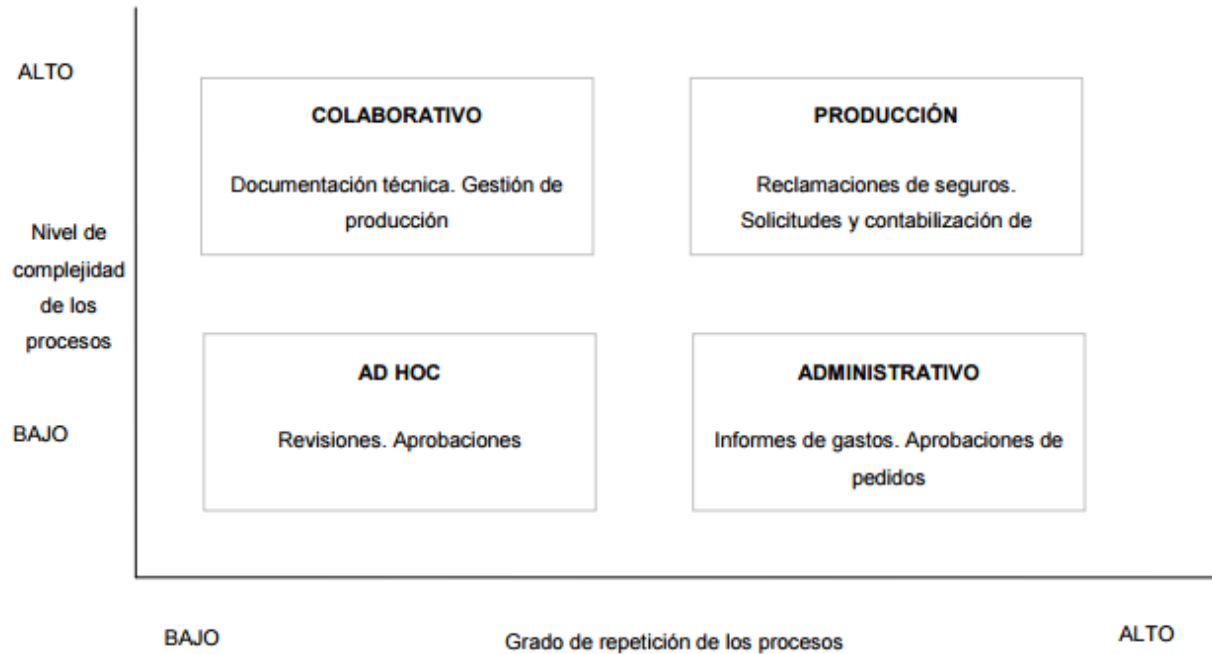 ALTO
COLABORATIVO
Documentación técnica. Gestión de
producción
PRODUCCIÓN
Reclamaciones de seguros.
Solicitudes y contabilización de
Nivel de
complejidad
de los
procesos
AD HOC
Revisiones. Aprobaciones
ADMINISTRATIVO
Informes de gastos. Aprobaciones de
pedidos
BAJO
BAJO
Grado de repetición de los procesos
ALTO